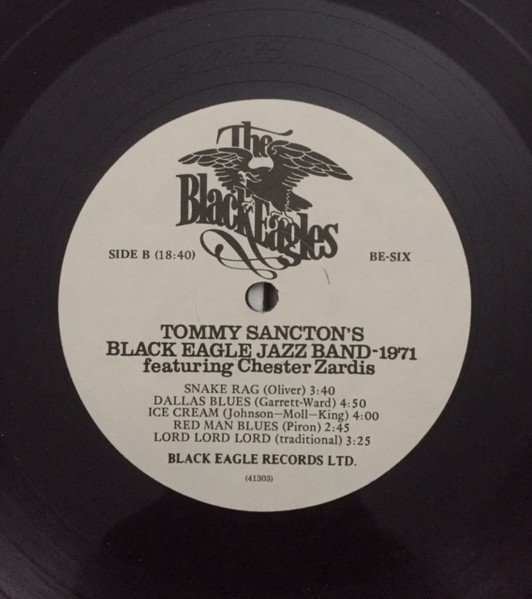 The
Black Eagles
SIDE B (18:40)
BE-SIX
TOMMY SANCTON'S
BLACK EAGLE JAZZ BAND-1971
featuring Chester Zardis
SNAKE RAG (Oliver) 3:40
DALLAS BLUES (Garrett-Ward) 4:50
ICE CREAM (Johnson—Moll—King) 4:00
RED MAN BLUES (Piron) 2:45
LORD LORD LORD (traditional) 3:25
BLACK EAGLE RECORDS LTD.
(41303)